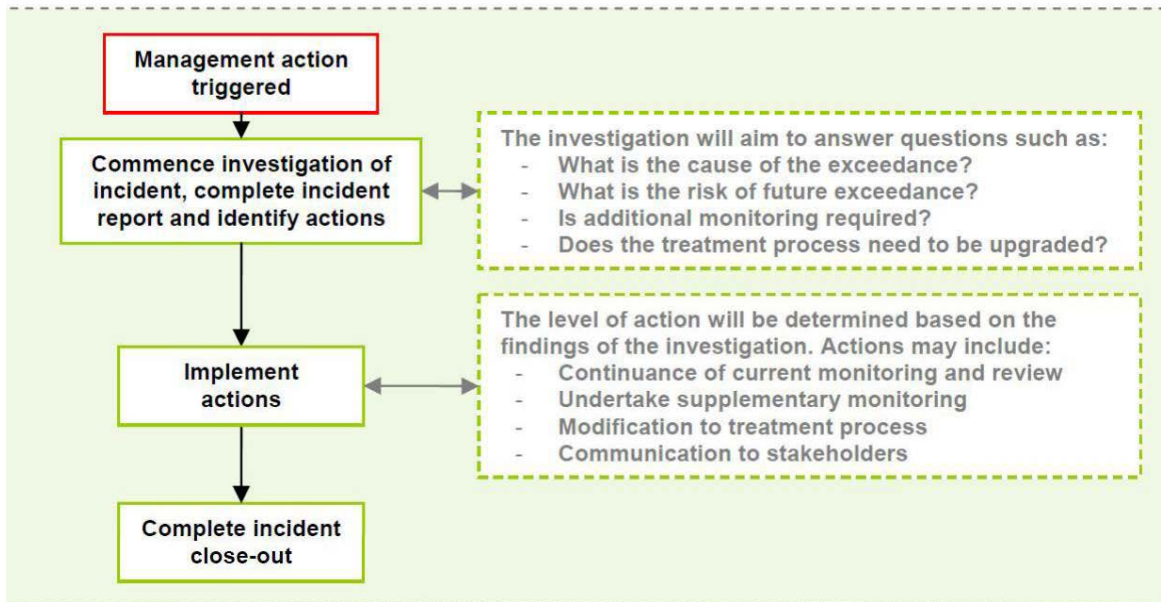 Management action
triggered
Commence investigation of
incident, complete incident
report and identify actions
The investigation will aim to answer questions such as:
- What is the cause of the exceedance?
- What is the risk of future exceedance?
- Is additional monitoring required?
- Does the treatment process need to be upgraded?
Implement
actions
The level of action will be determined based on the
findings of the investigation. Actions may include:
- Continuance of current monitoring and review
- Undertake supplementary monitoring
- Modification to treatment process
- Communication to stakeholders
Complete incident
close-out